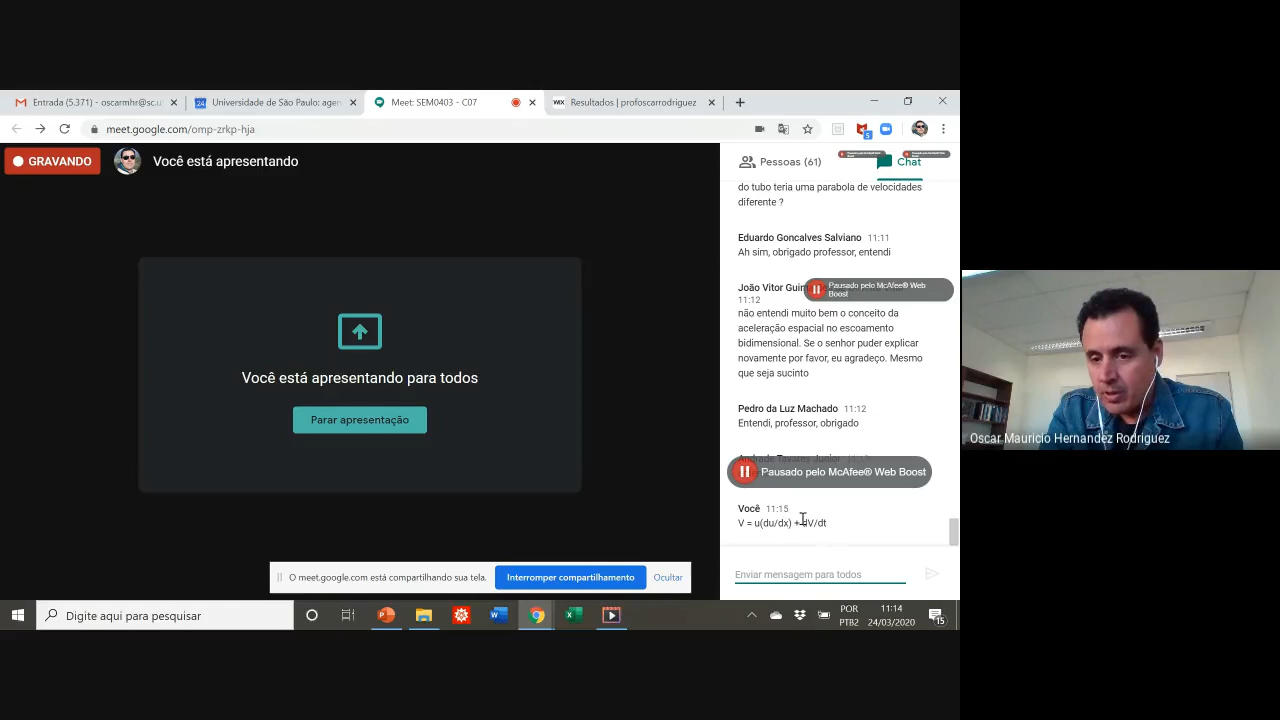 Entrada (5.371) - oscarmhr@sc.u
Universidade de São Paulo: agen
Meet: SEM0403 - C07
WIX Resultados | profoscarrodriguez
meet.google.com/omp-zrkp-hja
GRAVANDO
Você está apresentando
Pessoas (61)
Chat
do tubo teria uma parabola de velocidades
diferente ?
Eduardo Goncalves Salviano 11:11
Ah sim, obrigado professor, entendi
João Vitor Guim
Pausado pelo McAfee® Web
Boost
11:12
não entendi muito bem o conceito da
aceleração espacial no escoamento
bidimensional. Se o senhor puder explicar
novamente por favor, eu agradeço. Mesmo
que seja sucinto
Pedro da Luz Machado 11:12
Entendi, professor, obrigado
Andrade Tavares Junior
Pausado pelo McAfee® Web Boost
Você 11:15
V = u(du/dx) + dV/dt
Enviar mensagem para todos
Você está apresentando para todos
Parar apresentação
O meet.google.com está compartilhando sua tela.
Interromper compartilhamento
Ocultar
Digite aqui para pesquisar
POR
PTB2
11:14
24/03/2020
15
Oscar Mauricio Hernandez Rodriguez